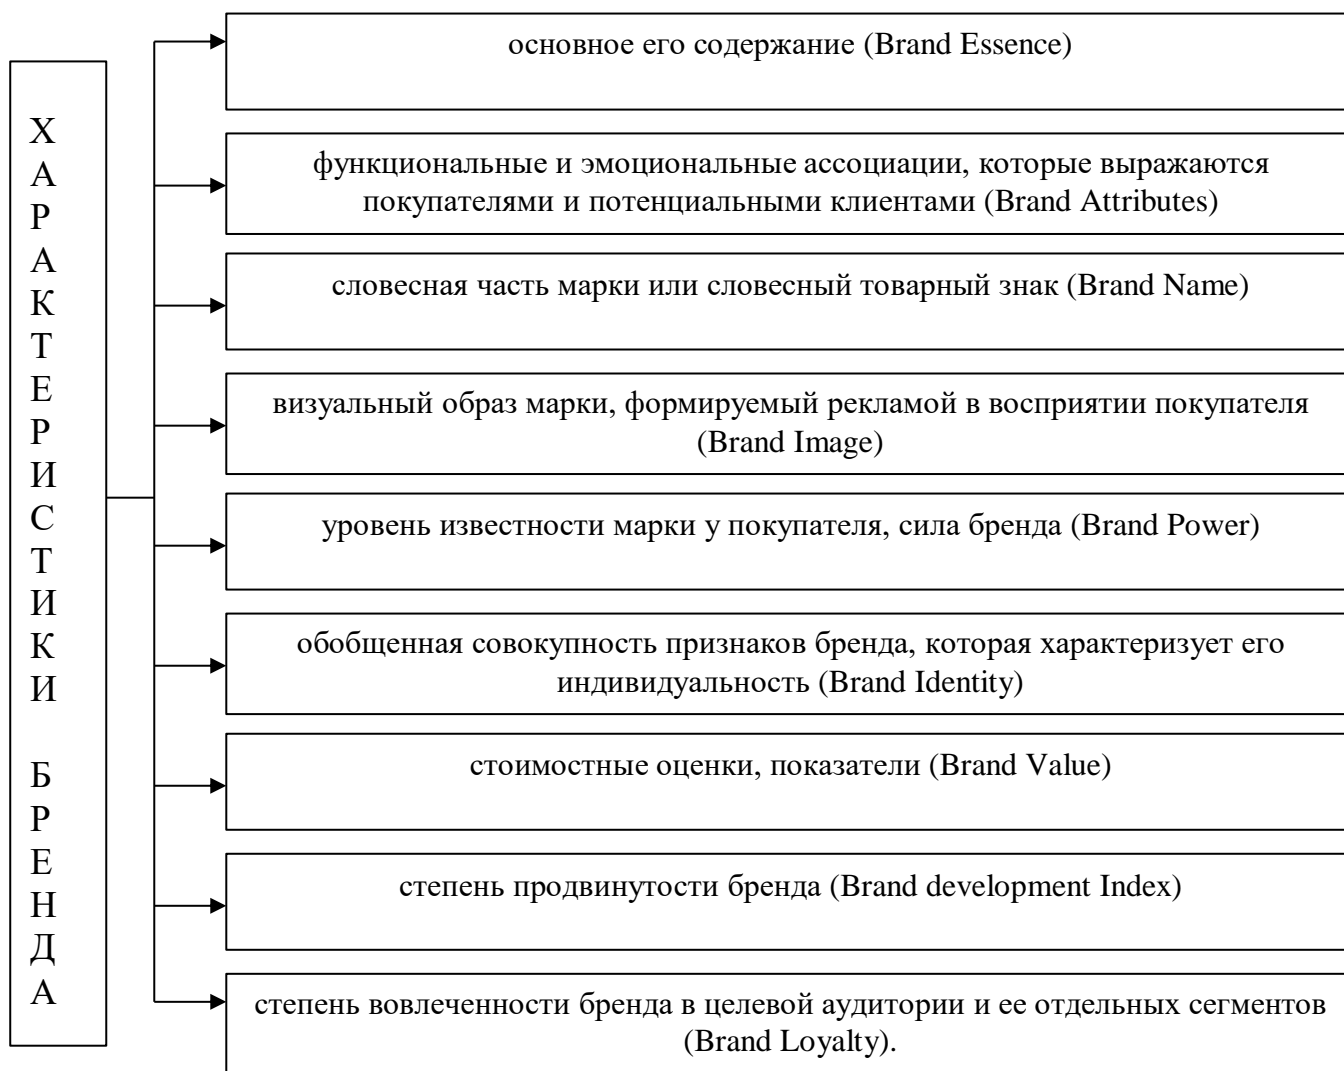 ХАРАКТЕРИСТИКИ БРЕНДА
основное его содержание (Brand Essence)
функциональные и эмоциональные ассоциации, которые выражаются
покупателями и потенциальными клиентами (Brand Attributes)
словесная часть марки или словесный товарный знак (Brand Name)
визуальный образ марки, формируемый рекламой в восприятии покупателя
(Brand Image)
уровень известности марки у покупателя, сила бренда (Brand Power)
обобщенная совокупность признаков бренда, которая характеризует его
индивидуальность (Brand Identity)
стоимостные оценки, показатели (Brand Value)
степень продвинутости бренда (Brand development Index)
степень вовлеченности бренда в целевой аудитории и ее отдельных сегментов
(Brand Loyalty).